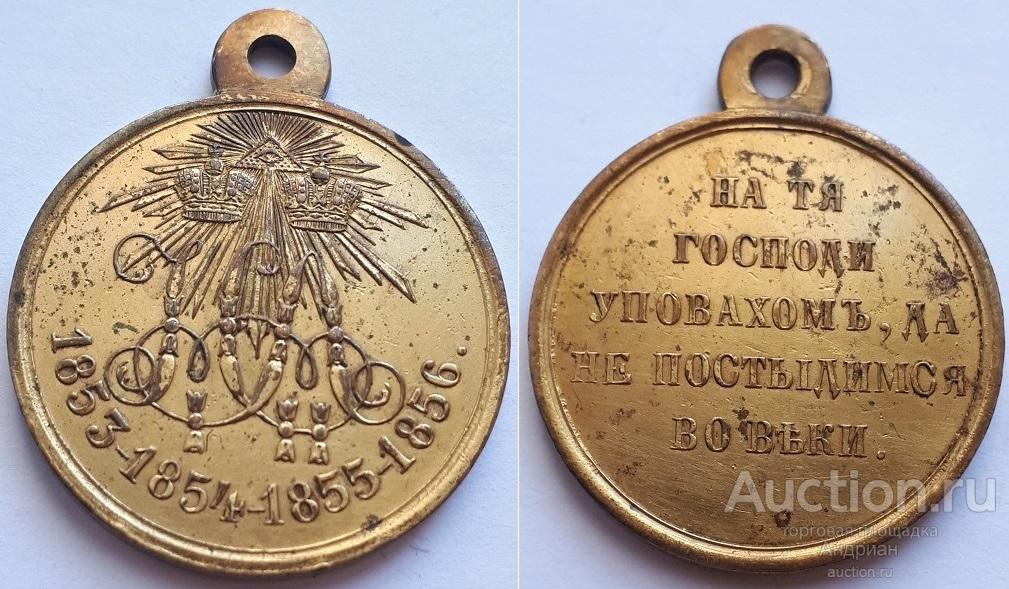 1853-1854-1855-1856.
НА ТЯ
ГОСПОДИ
УПОВАХОМЪ, ДА
НЕ ПОСТЫДИМСЯ
ВО ВѢКИ.
Auction.ru
торговая площадка
Андриан
auction.ru